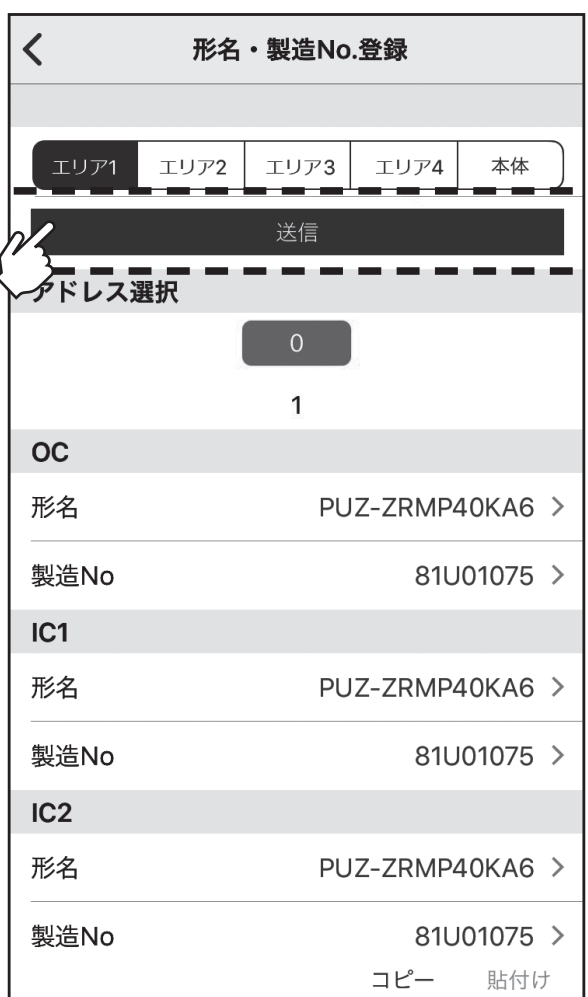 形名・製造No.登録
エリア1 エリア2 エリア3 エリア4 本体
送信
アドレス選択
0
1
OC
形名 PUZ-ZRMP40KA6
製造No 81U01075
IC1
形名 PUZ-ZRMP40KA6
製造No 81U01075
IC2
形名 PUZ-ZRMP40KA6
製造No 81U01075
コピー 貼付け